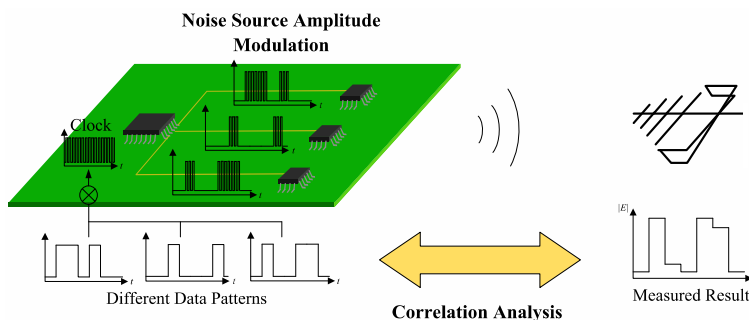 Noise Source Amplitude
Modulation
t
Clock
t
t
t
t
t
t
Different Data Patterns
Correlation Analysis
|E|
t
Measured Result